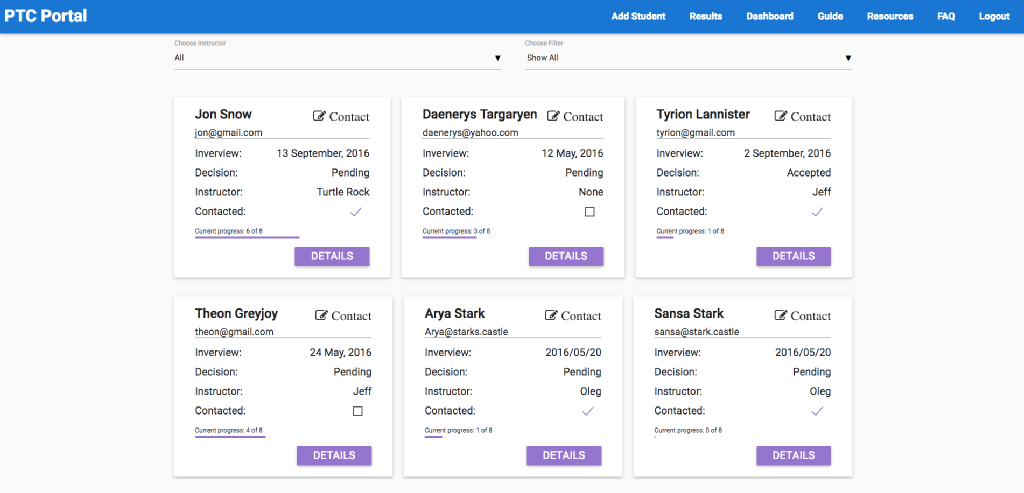 PTC Portal Add Student Results Dashboard Guide Resources FAQ Logout
Choose Instructor Choose Filter
All Show All
Jon Snow Contact
jon@gmail.com
Inverview: 13 September, 2016
Decision: Pending
Instructor: Turtle Rock
Contacted:
Current progress: 6 of 8
DETAILS
Daenerys Targaryen Contact
daenerys@yahoo.com
Inverview: 12 May, 2016
Decision: Pending
Instructor: None
Contacted:
Current progress: 3 of 8
DETAILS
Tyrion Lannister Contact
tyrion@gmail.com
Inverview: 2 September, 2016
Decision: Accepted
Instructor: Jeff
Contacted:
Current progress: 1 of 8
DETAILS
Theon Greyjoy Contact
theon@gmail.com
Inverview: 24 May, 2016
Decision: Pending
Instructor: Jeff
Contacted:
Current progress: 4 of 8
DETAILS
Arya Stark Contact
Arya@starks.castle
Inverview: 2016/05/20
Decision: Pending
Instructor: Oleg
Contacted:
Current progress: 1 of 8
DETAILS
Sansa Stark Contact
sansa@stark.castle
Inverview: 2016/05/20
Decision: Pending
Instructor: Oleg
Contacted:
Current progress: 0 of 8
DETAILS